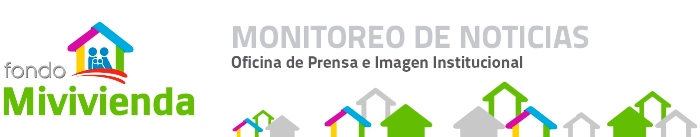 fondo
Mivivienda
MONITOREO DE NOTICIAS
Oficina de Prensa e Imagen Institucional